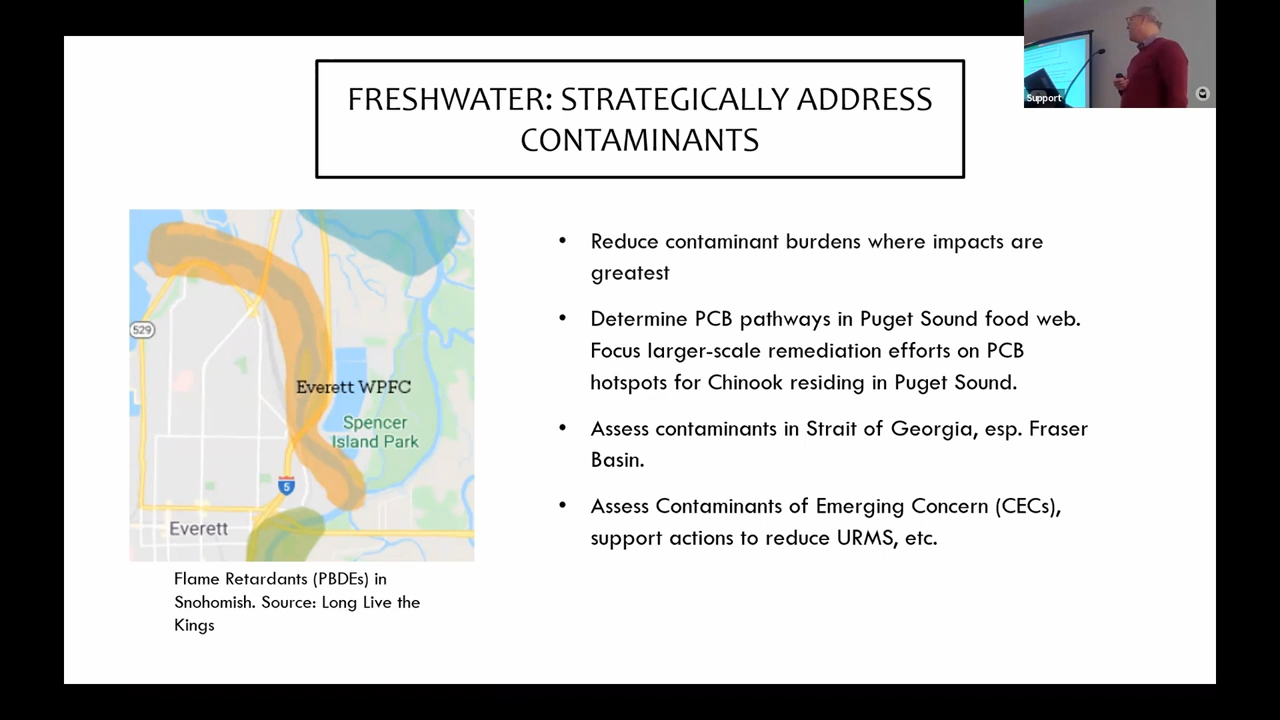 Support
FRESHWATER: STRATEGICALLY ADDRESS
CONTAMINANTS
529
Everett WPFC
Spencer
Island Park
5
Everett
Flame Retardants (PBDEs) in
Snohomish. Source: Long Live the
Kings
• Reduce contaminant burdens where impacts are
greatest
• Determine PCB pathways in Puget Sound food web.
Focus larger-scale remediation efforts on PCB
hotspots for Chinook residing in Puget Sound.
• Assess contaminants in Strait of Georgia, esp. Fraser
Basin.
• Assess Contaminants of Emerging Concern (CECs),
support actions to reduce URMS, etc.